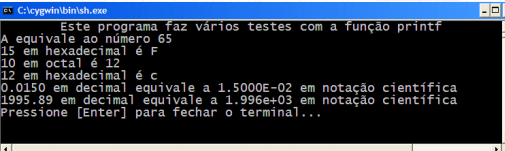 C:\cygwin\bin\sh.exe
Este programa faz vários testes com a função printf
A equivale ao número 65
15 em hexadecimal é F
10 em octal é 12
12 em hexadecimal é c
0.0150 em decimal equivale a 1.5000E-02 em notação científica
1995.89 em decimal equivale a 1.996e+03 em notação científica
Pressione [Enter] para fechar o terminal...